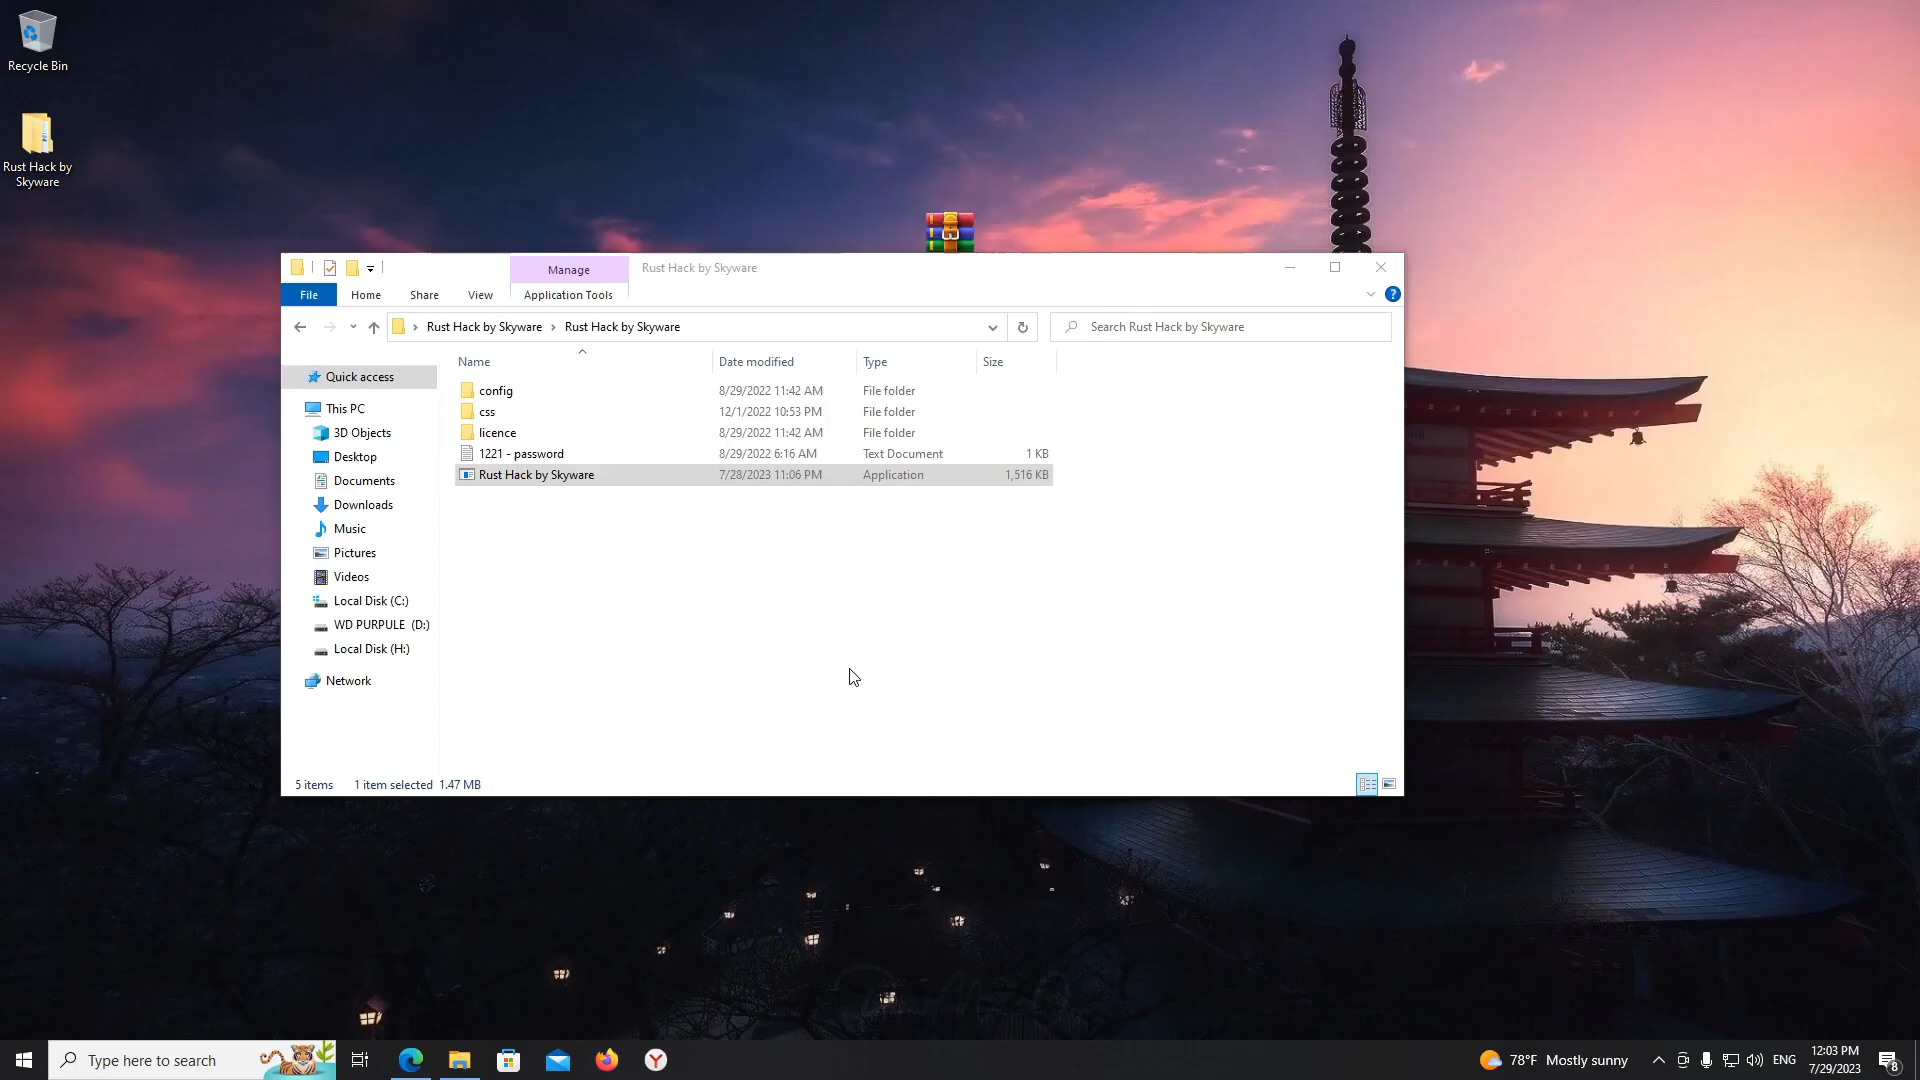 Recycle Bin
Rust Hack by
Skyware
Manage
Rust Hack by Skyware
File
Home
Share
View
Application Tools
?
Rust Hack by Skyware
Rust Hack by Skyware
Search Rust Hack by Skyware
Name
Date modified
Type
Size
Quick access
This PC
3D Objects
Desktop
Documents
Downloads
Music
Pictures
Videos
Local Disk (C:)
WD PURPULE (D:)
Local Disk (H:)
Network
config 8/29/2022 11:42 AM File folder
css 12/1/2022 10:53 PM File folder
licence 8/29/2022 11:42 AM File folder
1221 - password 8/29/2022 6:16 AM Text Document 1 KB
Rust Hack by Skyware 7/28/2023 11:06 PM Application 1,516 KB
5 items 1 item selected 1.47 MB
Type here to search
Y
78°F Mostly sunny
ENG
12:03 PM
7/29/2023
8